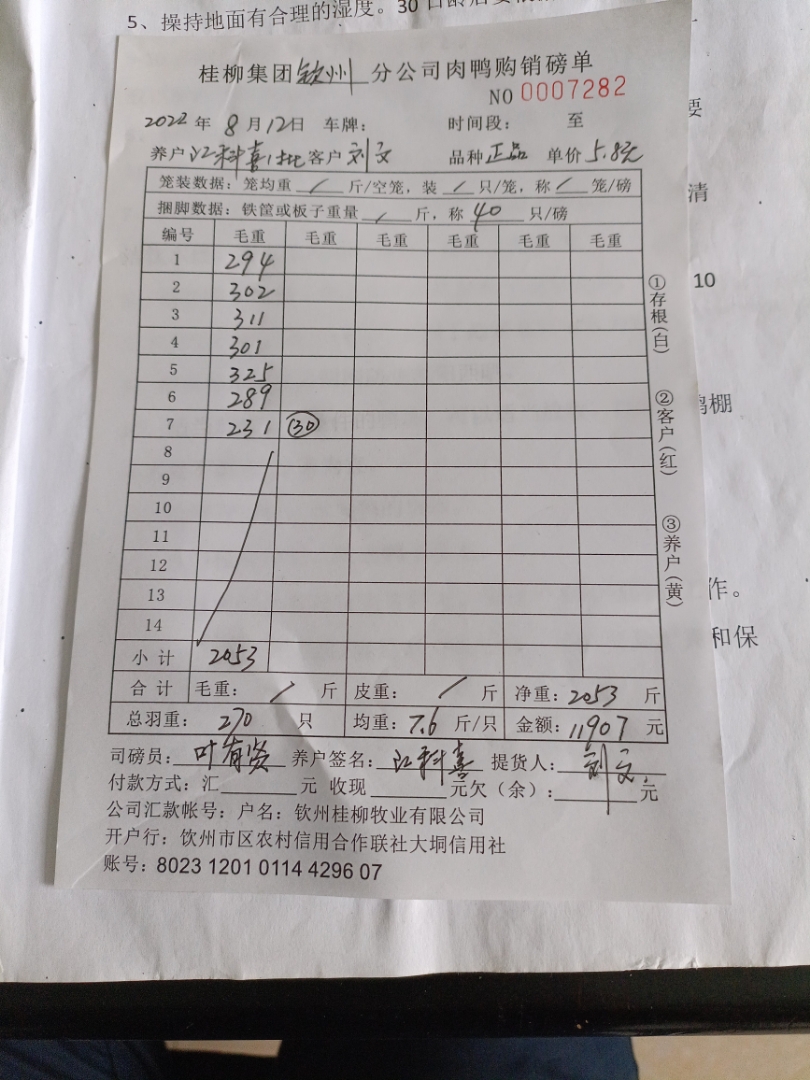 5、操持地面有合理的湿度。30日龄后要
桂柳集团钦州分公司肉鸭购销磅单
NO 0007282
2022年8月12日 车牌： 时间段： 至
养户江科喜1批 客户刘文 品种正品 单价5.8元
笼装数据：笼均重 / 斤/空笼，装 / 只/笼，称 / 笼/磅
捆脚数据：铁筐或板子重量 / 斤，称 40 只/磅
编号 毛重 毛重 毛重 毛重 毛重 毛重
1 294
2 302
3 311
4 301
5 325
6 289
7 231 30
8
9
10
11
12
13
14
小计 2053
合计 毛重： / 斤 皮重： / 斤 净重：2053 斤
总羽重：270 只 均重：7.6 斤/只 金额：11907 元
司磅员：叶有贤 养户签名：江科喜 提货人：刘文
付款方式：汇 元 收现 元欠（余）： 元
公司汇款帐号：户名：钦州桂柳牧业有限公司
开户行：饮州市区农村信用合作联社大垌信用社
账号：8023 1201 0114 4296 07
①存根(白)
②客户(红)
③养户(黄)
要
清
10
鸭棚
作。
和保